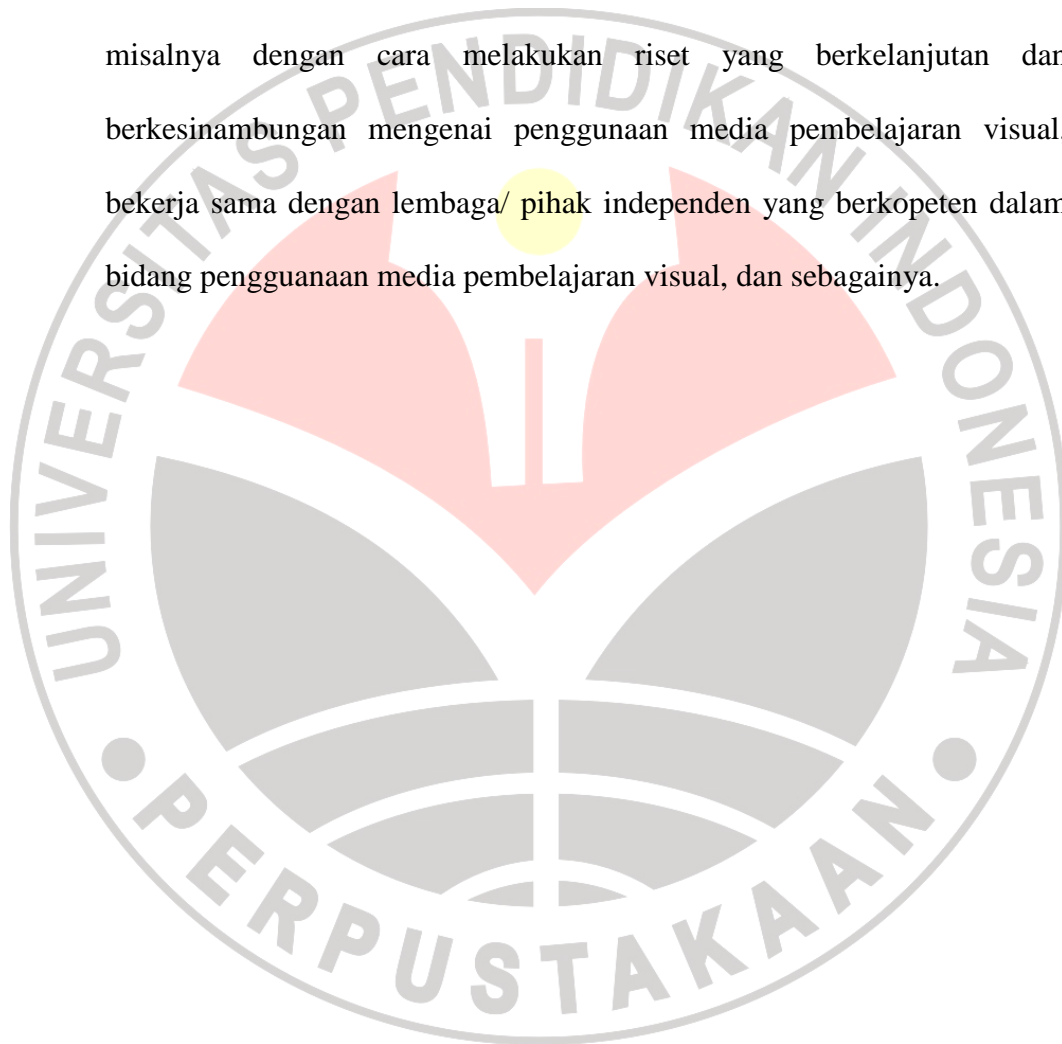 misalnya dengan cara melakukan riset yang berkelanjutan dan
berkesinambungan mengenai penggunaan media pembelajaran visual,
bekerja sama dengan lembaga/ pihak independen yang berkopeten dalam
bidang pengguanaan media pembelajaran visual, dan sebagainya.
UNIVERSITAS PENDIDIKAN INDONESIA
PERPUSTAKAAN